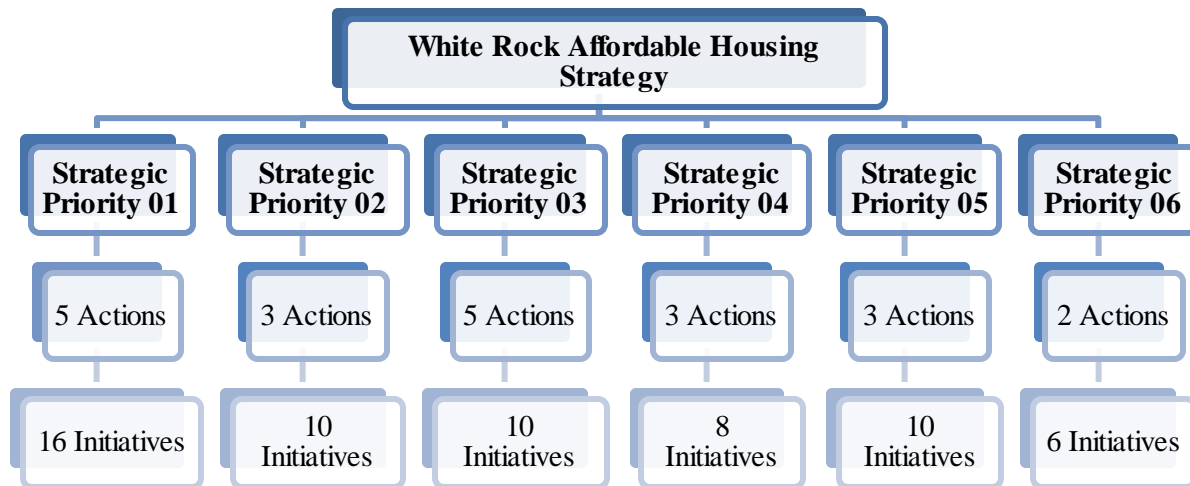 White Rock Affordable Housing
Strategy
Strategic
Priority 01
Strategic
Priority 02
Strategic
Priority 03
Strategic
Priority 04
Strategic
Priority 05
Strategic
Priority 06
5 Actions
3 Actions
5 Actions
3 Actions
3 Actions
2 Actions
16 Initiatives
10
Initiatives
10
Initiatives
8
Initiatives
10
Initiatives
6 Initiatives